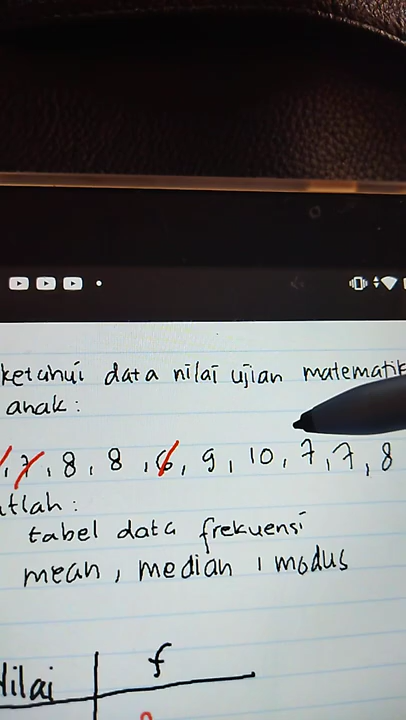 ketahui data nilai ujian matematik
anak :
, 7, 8, 8, 6, 9, 10, 7, 7, 8
tlah :
tabel data frekuensi
mean, median, modus
Nilai f